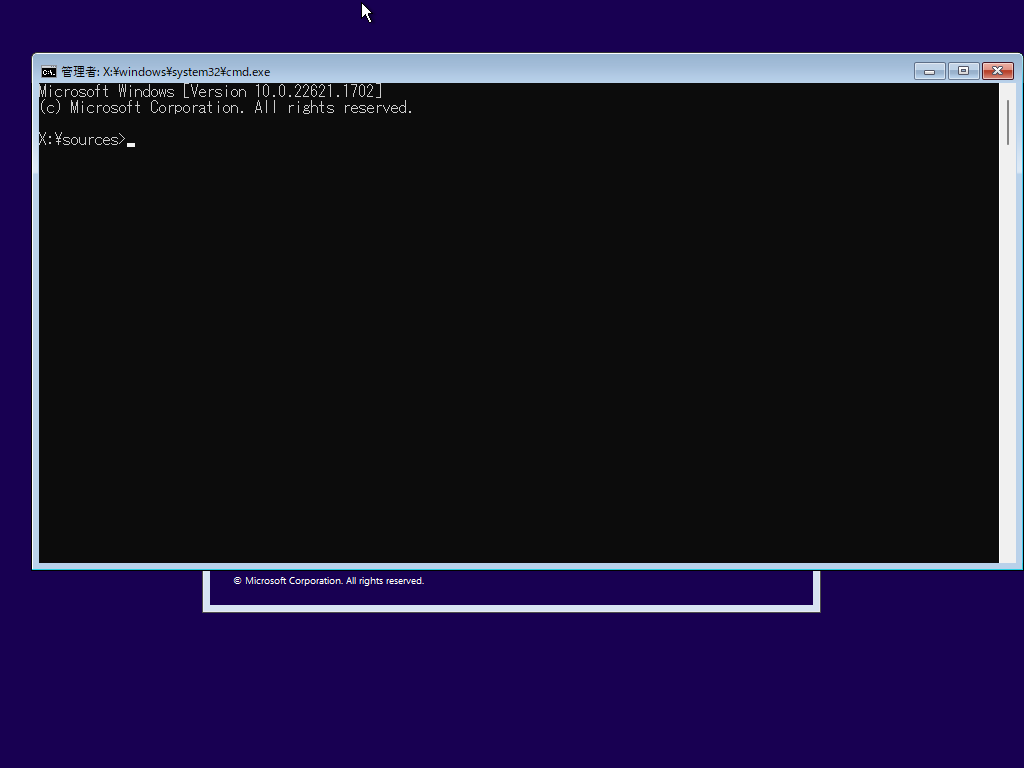 管理者: X:¥windows¥system32¥cmd.exe
Microsoft Windows [Version 10.0.22621.1702]
(c) Microsoft Corporation. All rights reserved.
X:¥sources>
© Microsoft Corporation. All rights reserved.